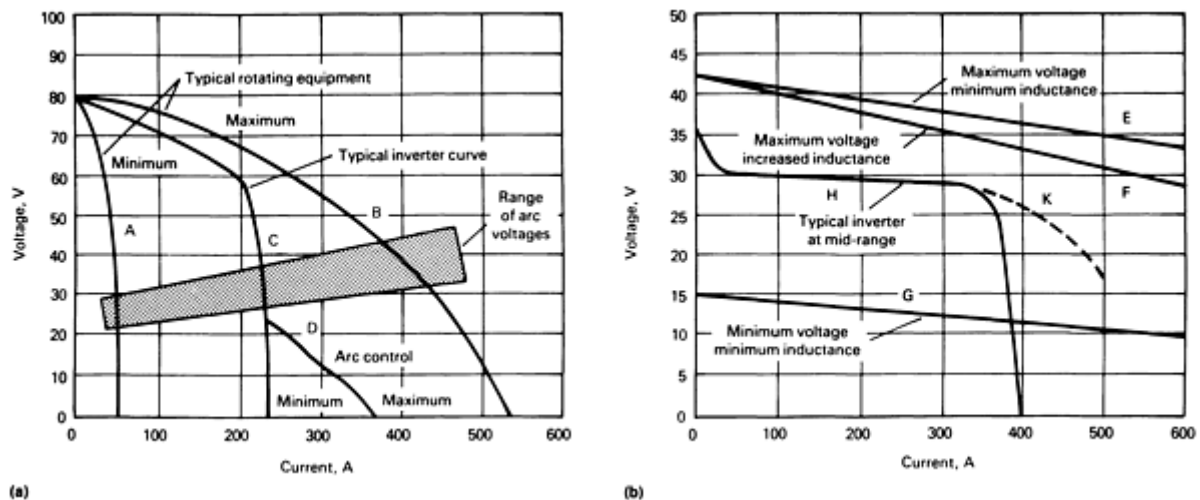 100
90
80
70
60
50
40
30
20
10
0
Voltage, V
Typical rotating equipment
Maximum
Minimum
Typical inverter curve
Range
of arc
voltages
A
B
C
D
Arc control
Minimum
Maximum
0 100 200 300 400 500 600
Current, A
(a)
50
45
40
35
30
25
20
15
10
5
0
Voltage, V
Maximum voltage
minimum inductance
E
Maximum voltage
increased inductance
F
H
K
Typical inverter
at mid-range
G
Minimum voltage
minimum inductance
0 100 200 300 400 500 600
Current, A
(b)